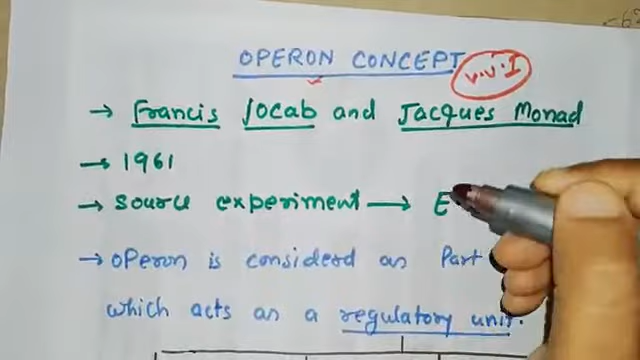 OPERON CONCEPT V.V.I
→ Francis Jocab and Jacques Monad
→ 1961
→ Source experiment → E
→ Operon is considerd as Part
which acts as a regulatory unit.